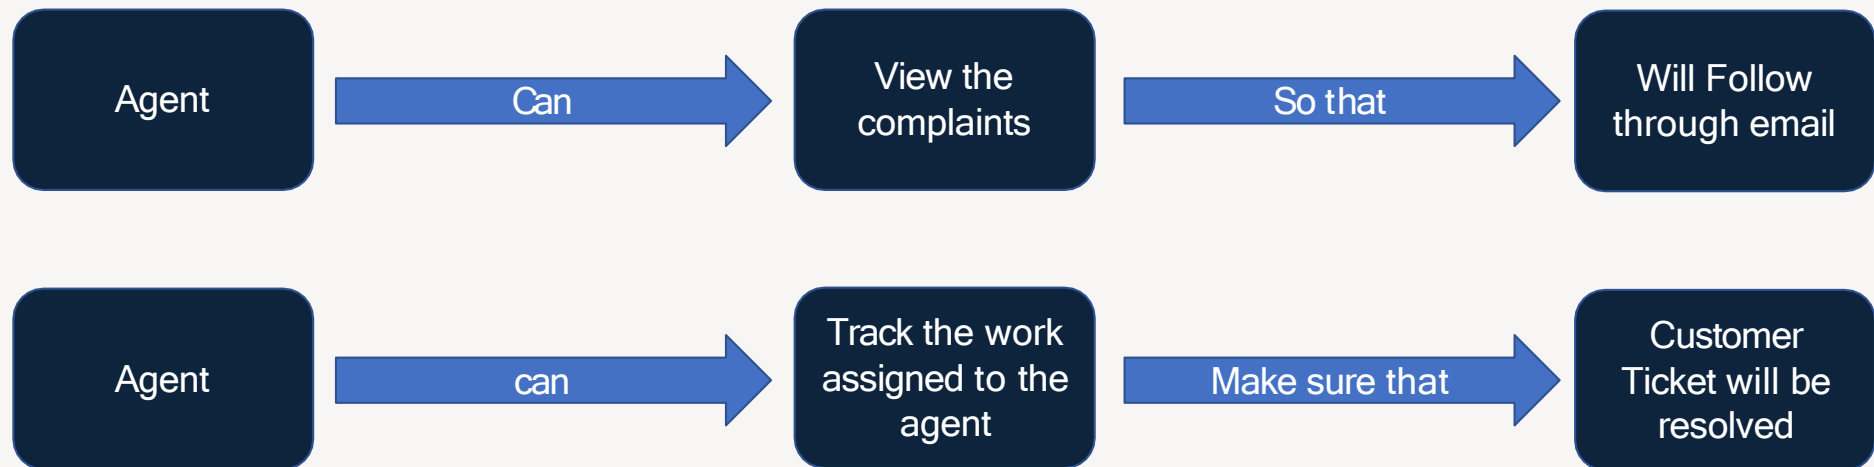 Agent
Can
View the
complaints
So that
Will Follow
through email
Agent
can
Track the work
assigned to the
agent
Make sure that
Customer
Ticket will be
resolved